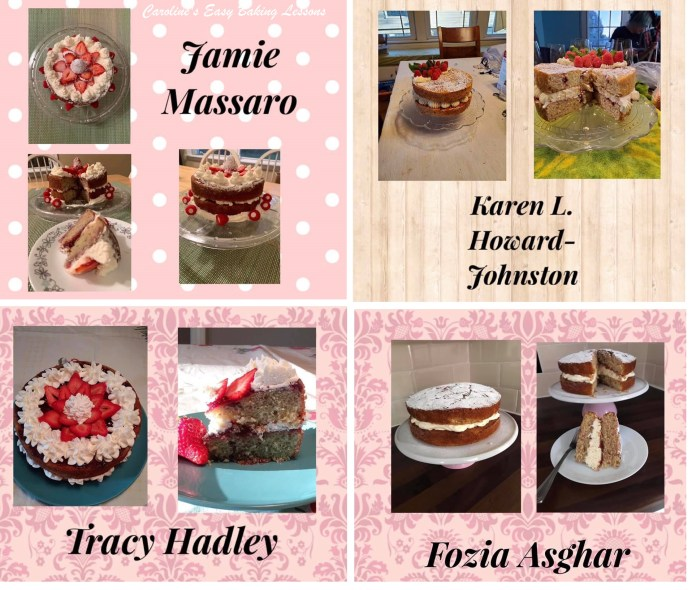 Caroline's Easy Baking Lessons
Jamie
Massaro
Karen L.
Howard-
Johnston
Tracy Hadley
Fozia Asghar